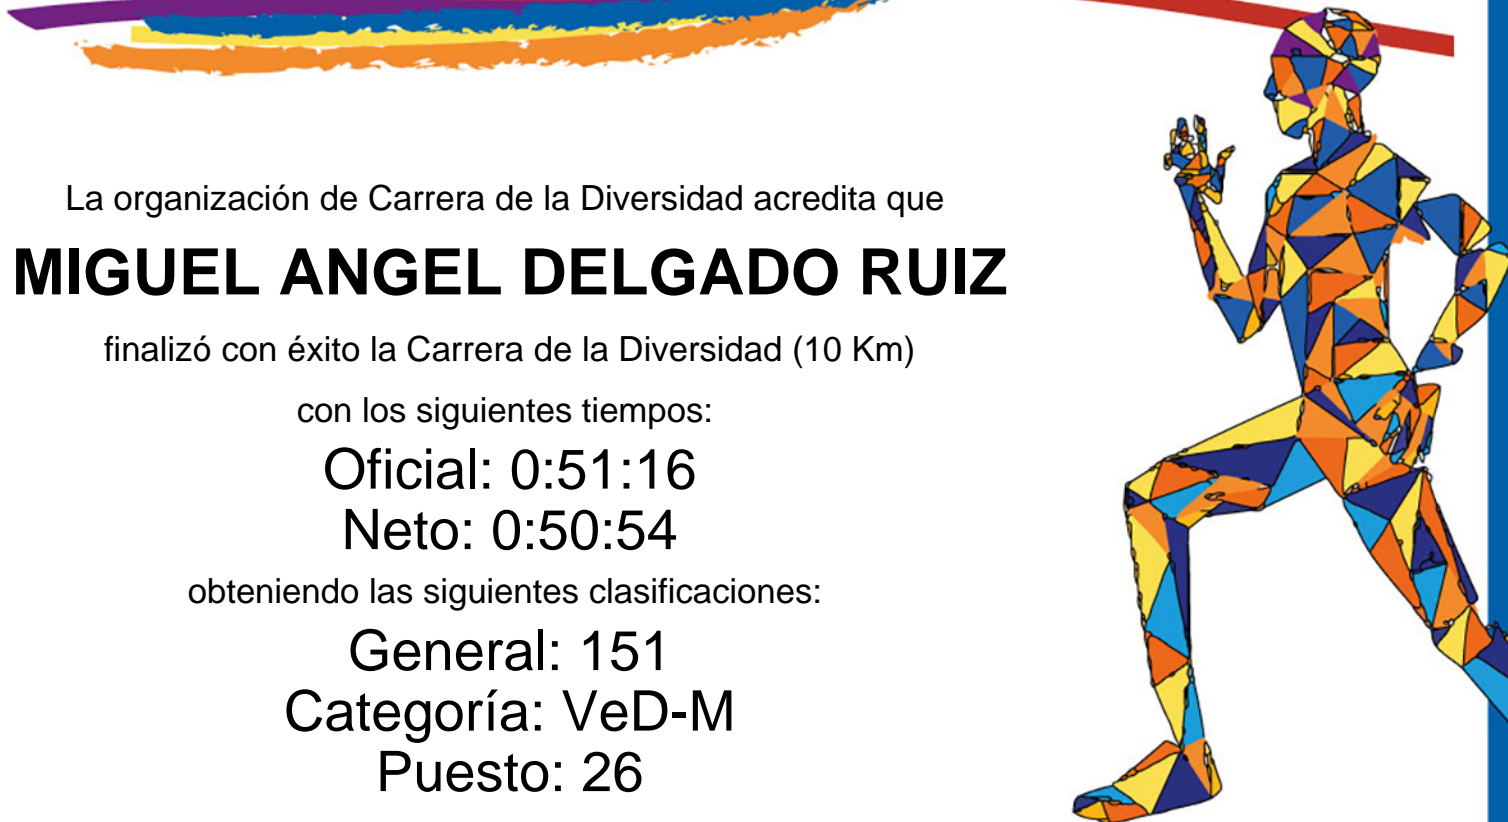 La organización de Carrera de la Diversidad acredita que
MIGUEL ANGEL DELGADO RUIZ
finalizó con éxito la Carrera de la Diversidad (10 Km)
con los siguientes tiempos:
Oficial: 0:51:16
Neto: 0:50:54
obteniendo las siguientes clasificaciones:
General: 151
Categoría: VeD-M
Puesto: 26